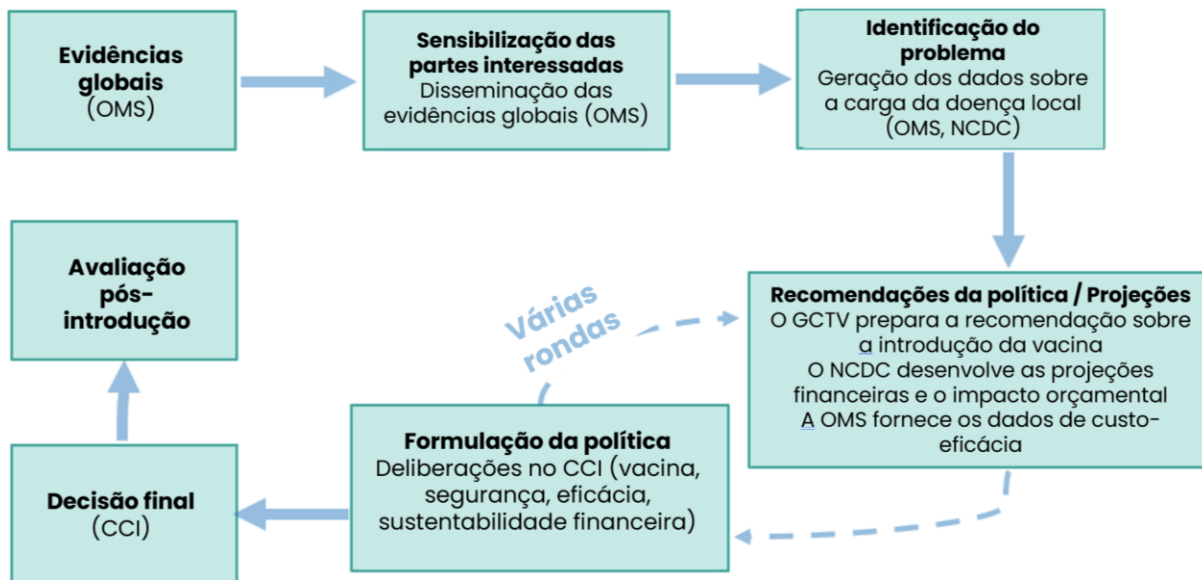 Evidências
globais
(OMS)
Sensibilização das
partes interessadas
Disseminação das
evidências globais (OMS)
Identificação do
problema
Geração dos dados sobre
a carga da doença local
(OMS, NCDC)
Recomendações da política / Projeções
O GCTV prepara a recomendação sobre
a introdução da vacina
O NCDC desenvolve as projeções
financeiras e o impacto orçamental
A OMS fornece os dados de custo-
eficácia
Várias
rondas
Formulação da política
Deliberações no CCI (vacina,
segurança, eficácia,
sustentabilidade financeira)
Decisão final
(CCI)
Avaliação
pós-
introdução